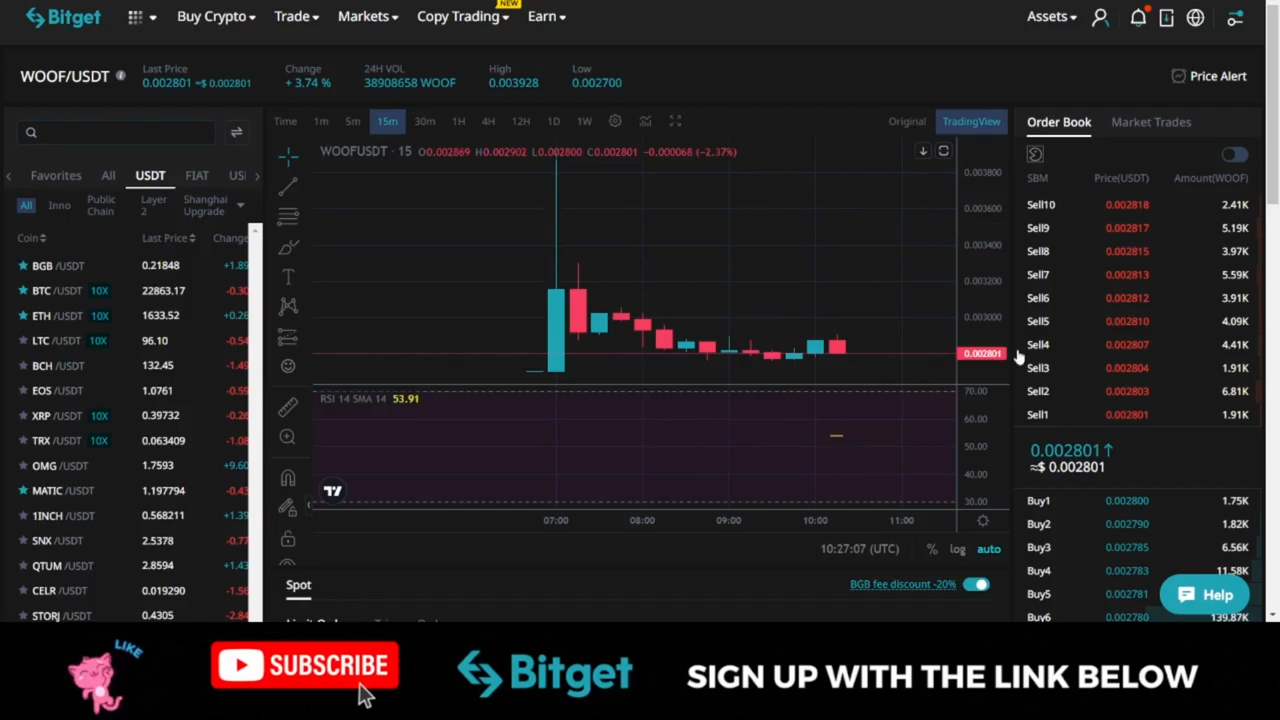 Bitget
Buy Crypto
Trade
Markets
Copy Trading
NEW
Earn
Assets
WOOF/USDT
Last Price
0.002801 ≈$ 0.002801
Change
+ 3.74 %
24H VOL
38908658 WOOF
High
0.003928
Low
0.002700
Price Alert
Favorites
All
USDT
FIAT
All
Inno
Public Chain
Layer 2
Shanghai Upgrade
Coin
Last Price
Change
BGB /USDT 0.21848
BTC /USDT 10X 22863.17
ETH /USDT 10X 1633.52
LTC /USDT 10X 96.10
BCH /USDT 132.45
EOS /USDT 1.0761
XRP /USDT 10X 0.39732
TRX /USDT 10X 0.063409
OMG /USDT 1.7593
MATIC /USDT 1.197794
1INCH /USDT 0.568211
SNX /USDT 2.5378
QTUM /USDT 2.8594
CELR /USDT 0.019290
STORJ /USDT 0.4305
Time 1m 5m 15m 30m 1H 4H 12H 1D 1W
Original
TradingView
WOOFUSDT · 15 O0.002869 H0.002902 L0.002800 C0.002801 -0.000068 (-2.37%)
0.003800
0.003600
0.003400
0.003200
0.003000
0.002801
RSI 14 SMA 14 53.91
70.00
60.00
50.00
40.00
30.00
07:00 08:00 09:00 10:00 11:00
10:27:07 (UTC) % log auto
Spot
BGB fee discount -20%
Order Book
Market Trades
SBM Price(USDT) Amount(WOOF)
Sell10 0.002818 2.41K
Sell9 0.002817 5.19K
Sell8 0.002815 3.97K
Sell7 0.002813 5.59K
Sell6 0.002812 3.91K
Sell5 0.002810 4.09K
Sell4 0.002807 4.41K
Sell3 0.002804 1.91K
Sell2 0.002803 6.81K
Sell1 0.002801 1.91K
0.002801↑
≈$ 0.002801
Buy1 0.002800 1.75K
Buy2 0.002790 1.82K
Buy3 0.002785 6.56K
Buy4 0.002783 11.58K
Buy5 0.002781
Buy6 0.002780 139.87K
Help
LIKE
SUBSCRIBE
Bitget
SIGN UP WITH THE LINK BELOW